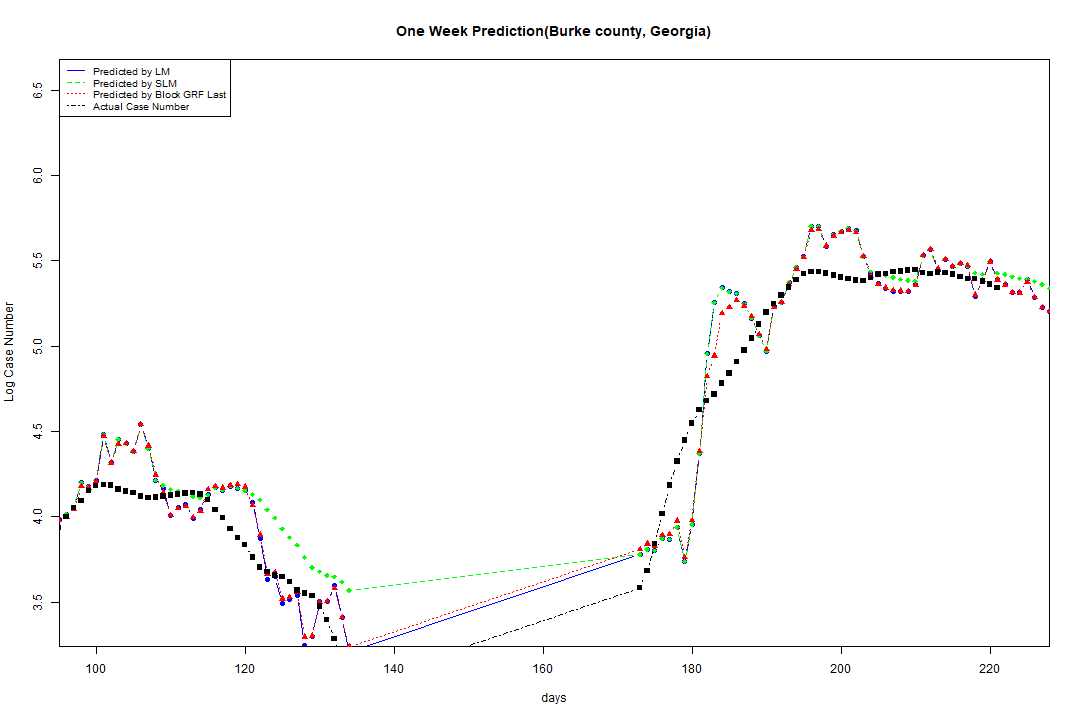 One Week Prediction(Burke county, Georgia)
Predicted by LM
Predicted by SLM
Predicted by Block GRF Last
Actual Case Number
6.5
6.0
5.5
5.0
4.5
4.0
3.5
Log Case Number
100 120 140 160 180 200 220
days